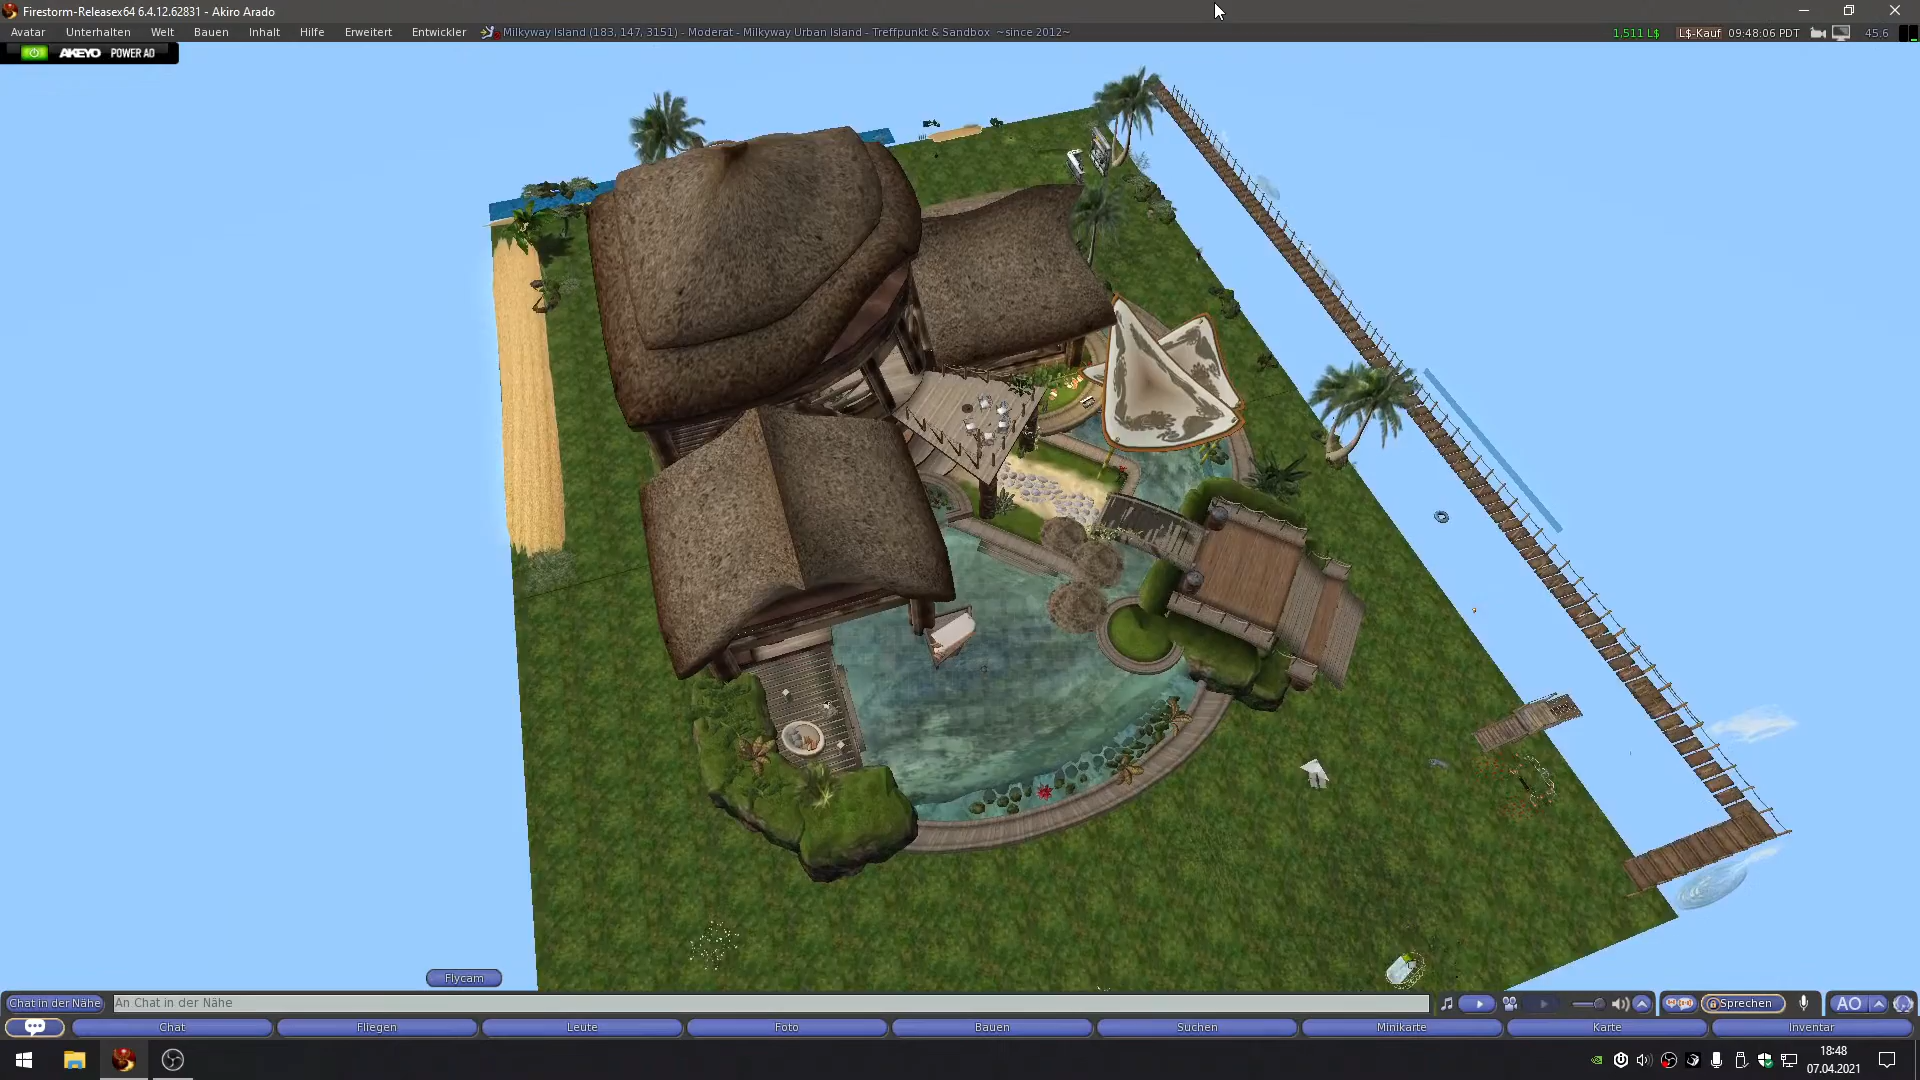 Firestorm-Releasex64 6.4.12.62831 - Akiro Arado
Avatar Unterhalten Welt Bauen Inhalt Hilfe Erweitert Entwickler Milkyway Island (183, 147, 3151) - Moderat - Milkyway Urban Island - Treffpunkt & Sandbox ~since 2012~ 1,511 L$ L$-Kauf 09:48:06 PDT 45.6
AKEYO POWER AO
Flycam
Chat in der Nähe An Chat in der Nähe Sprechen AO
Chat Fliegen Leute Foto Bauen Suchen Minikarte Karte Inventar
18:48
07.04.2021